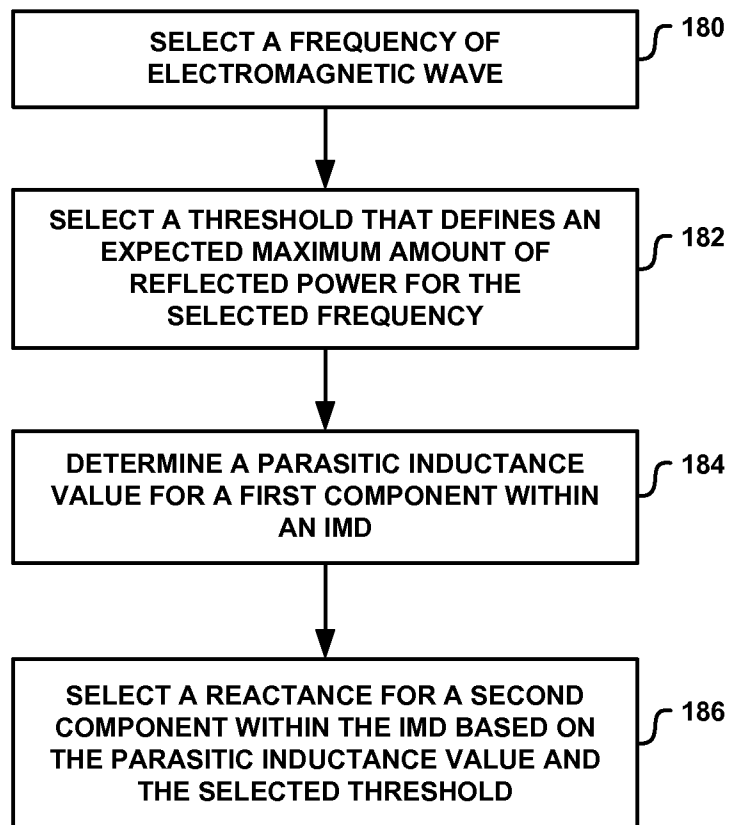 SELECT A FREQUENCY OF
ELECTROMAGNETIC WAVE
180
SELECT A THRESHOLD THAT DEFINES AN
EXPECTED MAXIMUM AMOUNT OF
REFLECTED POWER FOR THE
SELECTED FREQUENCY
182
DETERMINE A PARASITIC INDUCTANCE
VALUE FOR A FIRST COMPONENT WITHIN
AN IMD
184
SELECT A REACTANCE FOR A SECOND
COMPONENT WITHIN THE IMD BASED ON
THE PARASITIC INDUCTANCE VALUE AND
THE SELECTED THRESHOLD
186